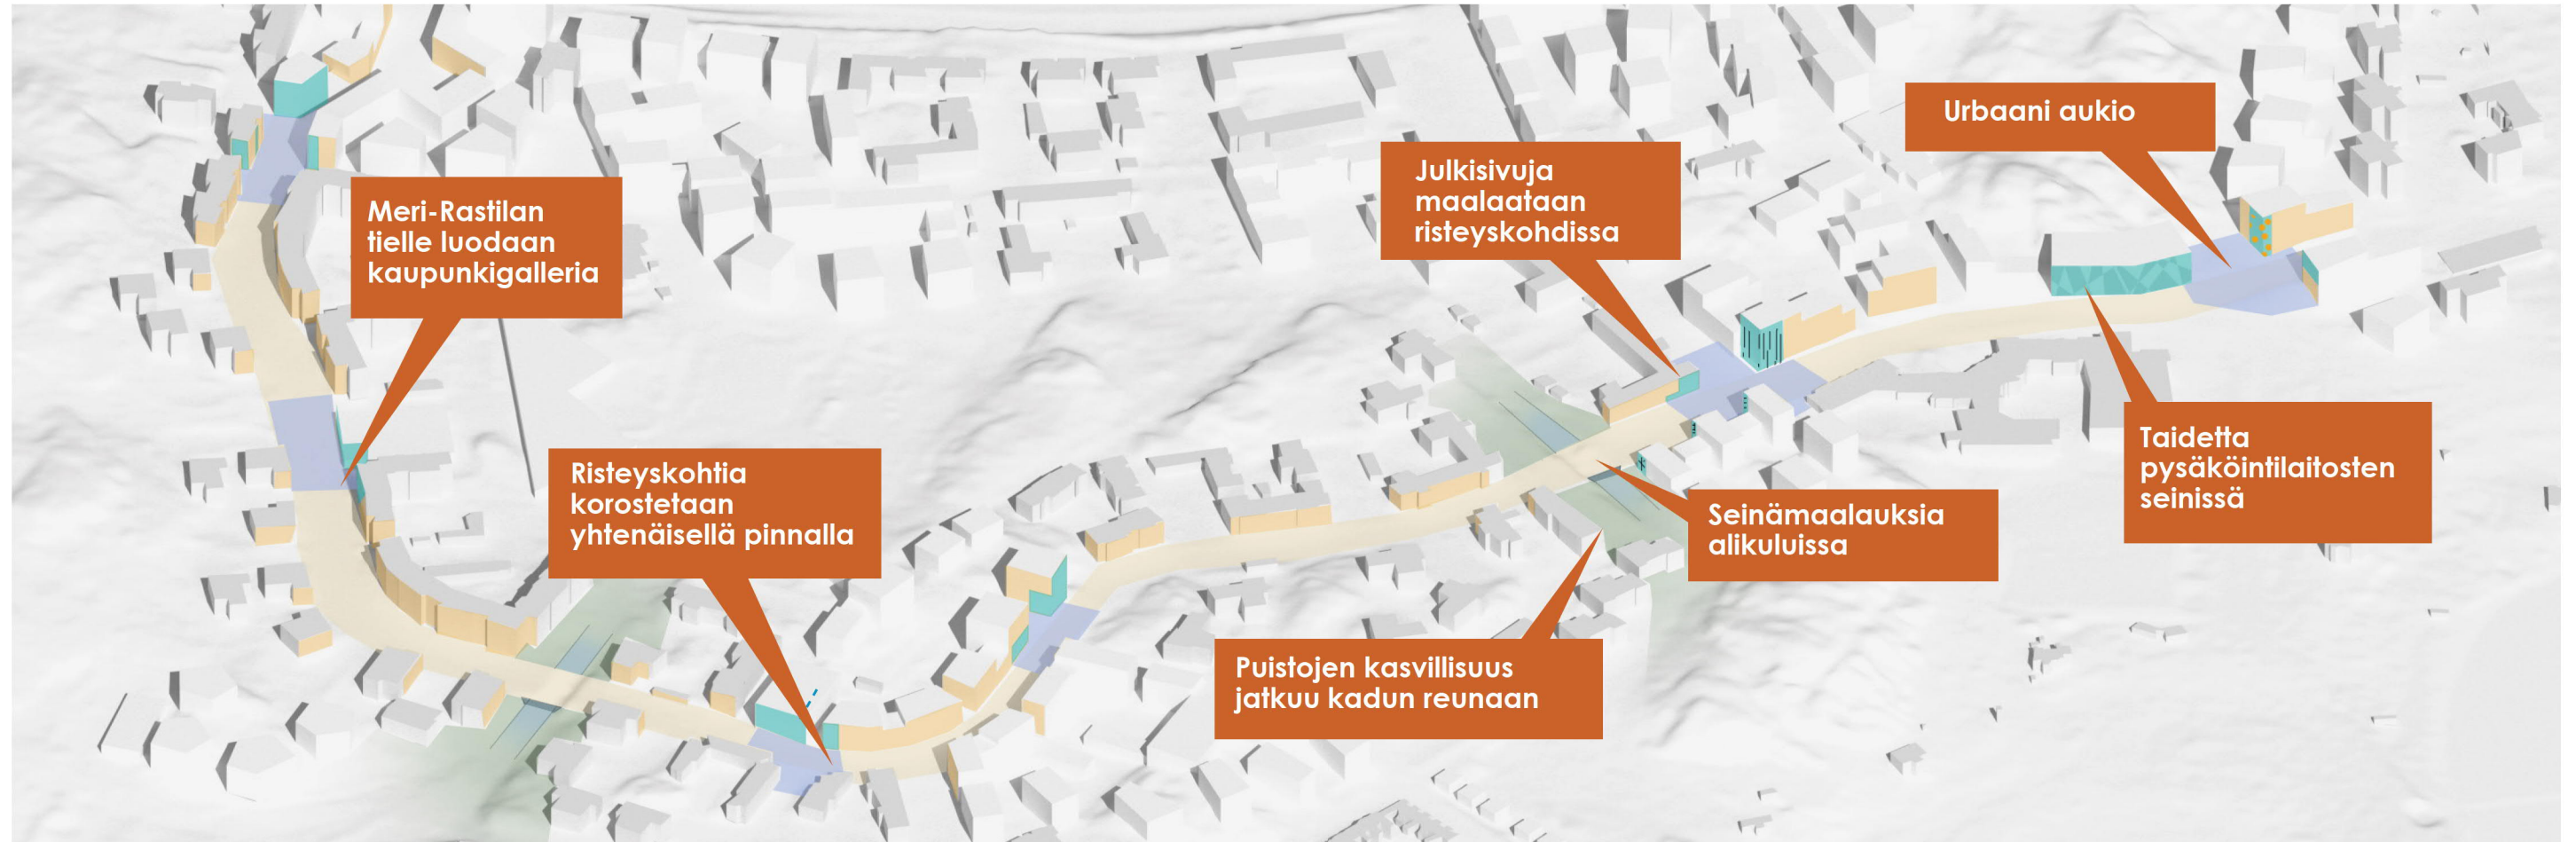 Meri-Rastilan
tielle luodaan
kaupunkigalleria
Risteyskohtia
korostetaan
yhtenäisellä pinnalla
Julkisivuja
maalaataan
risteyskohdissa
Urbaani aukio
Seinämaalauksia
alikuluissa
Puistojen kasvillisuus
jatkuu kadun reunaan
Taidetta
pysäköintilaitosten
seinissä